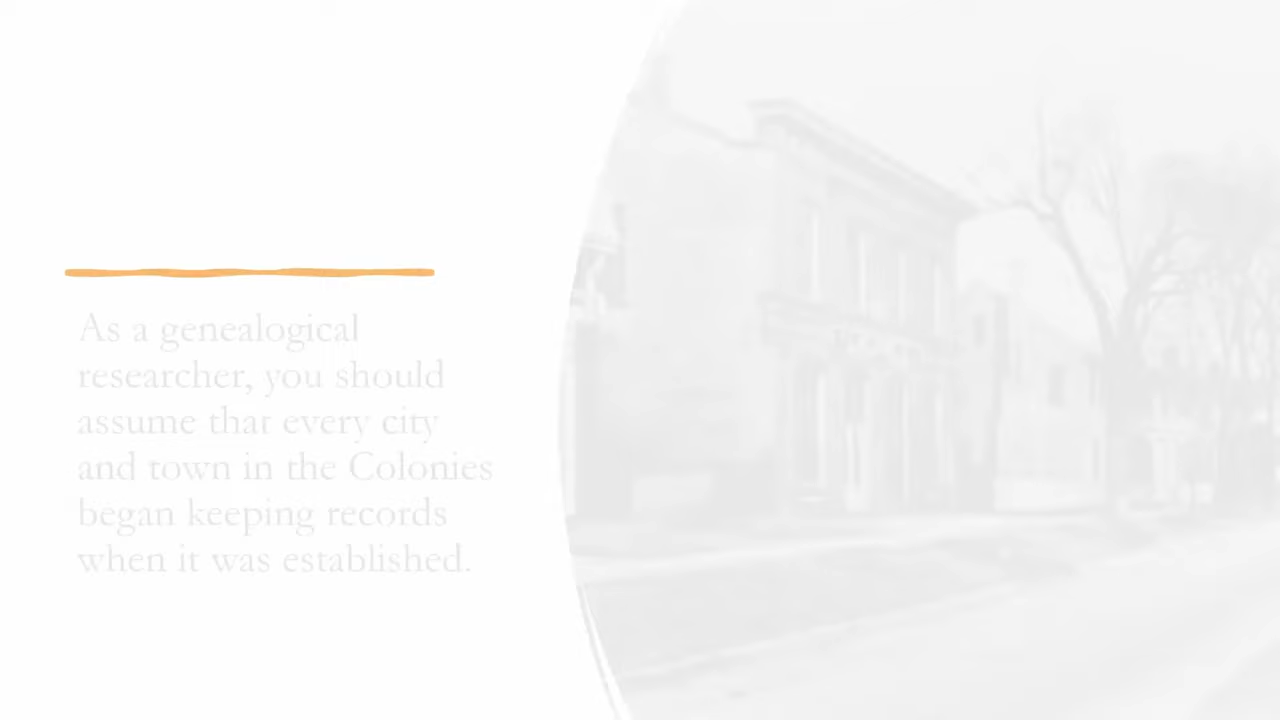 As a genealogical
researcher, you should
assume that every city
and town in the Colonies
began keeping records
when it was established.